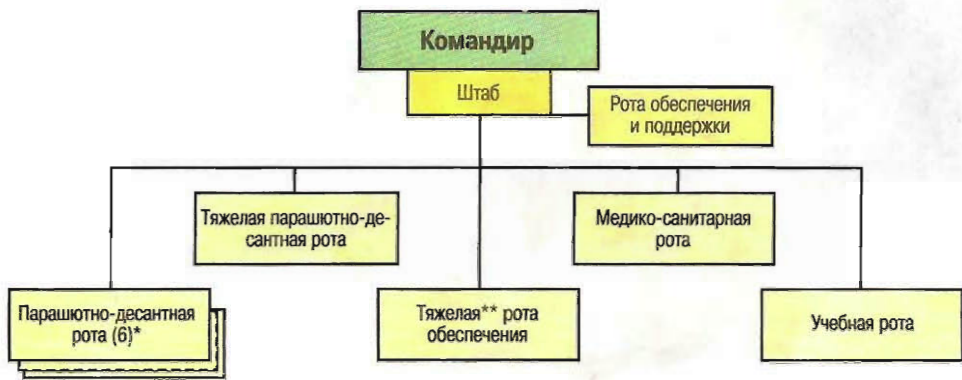 Командир
Штаб
Рота обеспечения
и поддержки
Тяжелая парашютно-де-
сантная рота
Медико-санитарная
рота
Парашютно-десантная
рота (6)*
Тяжелая** рота
обеспечения
Учебная рота